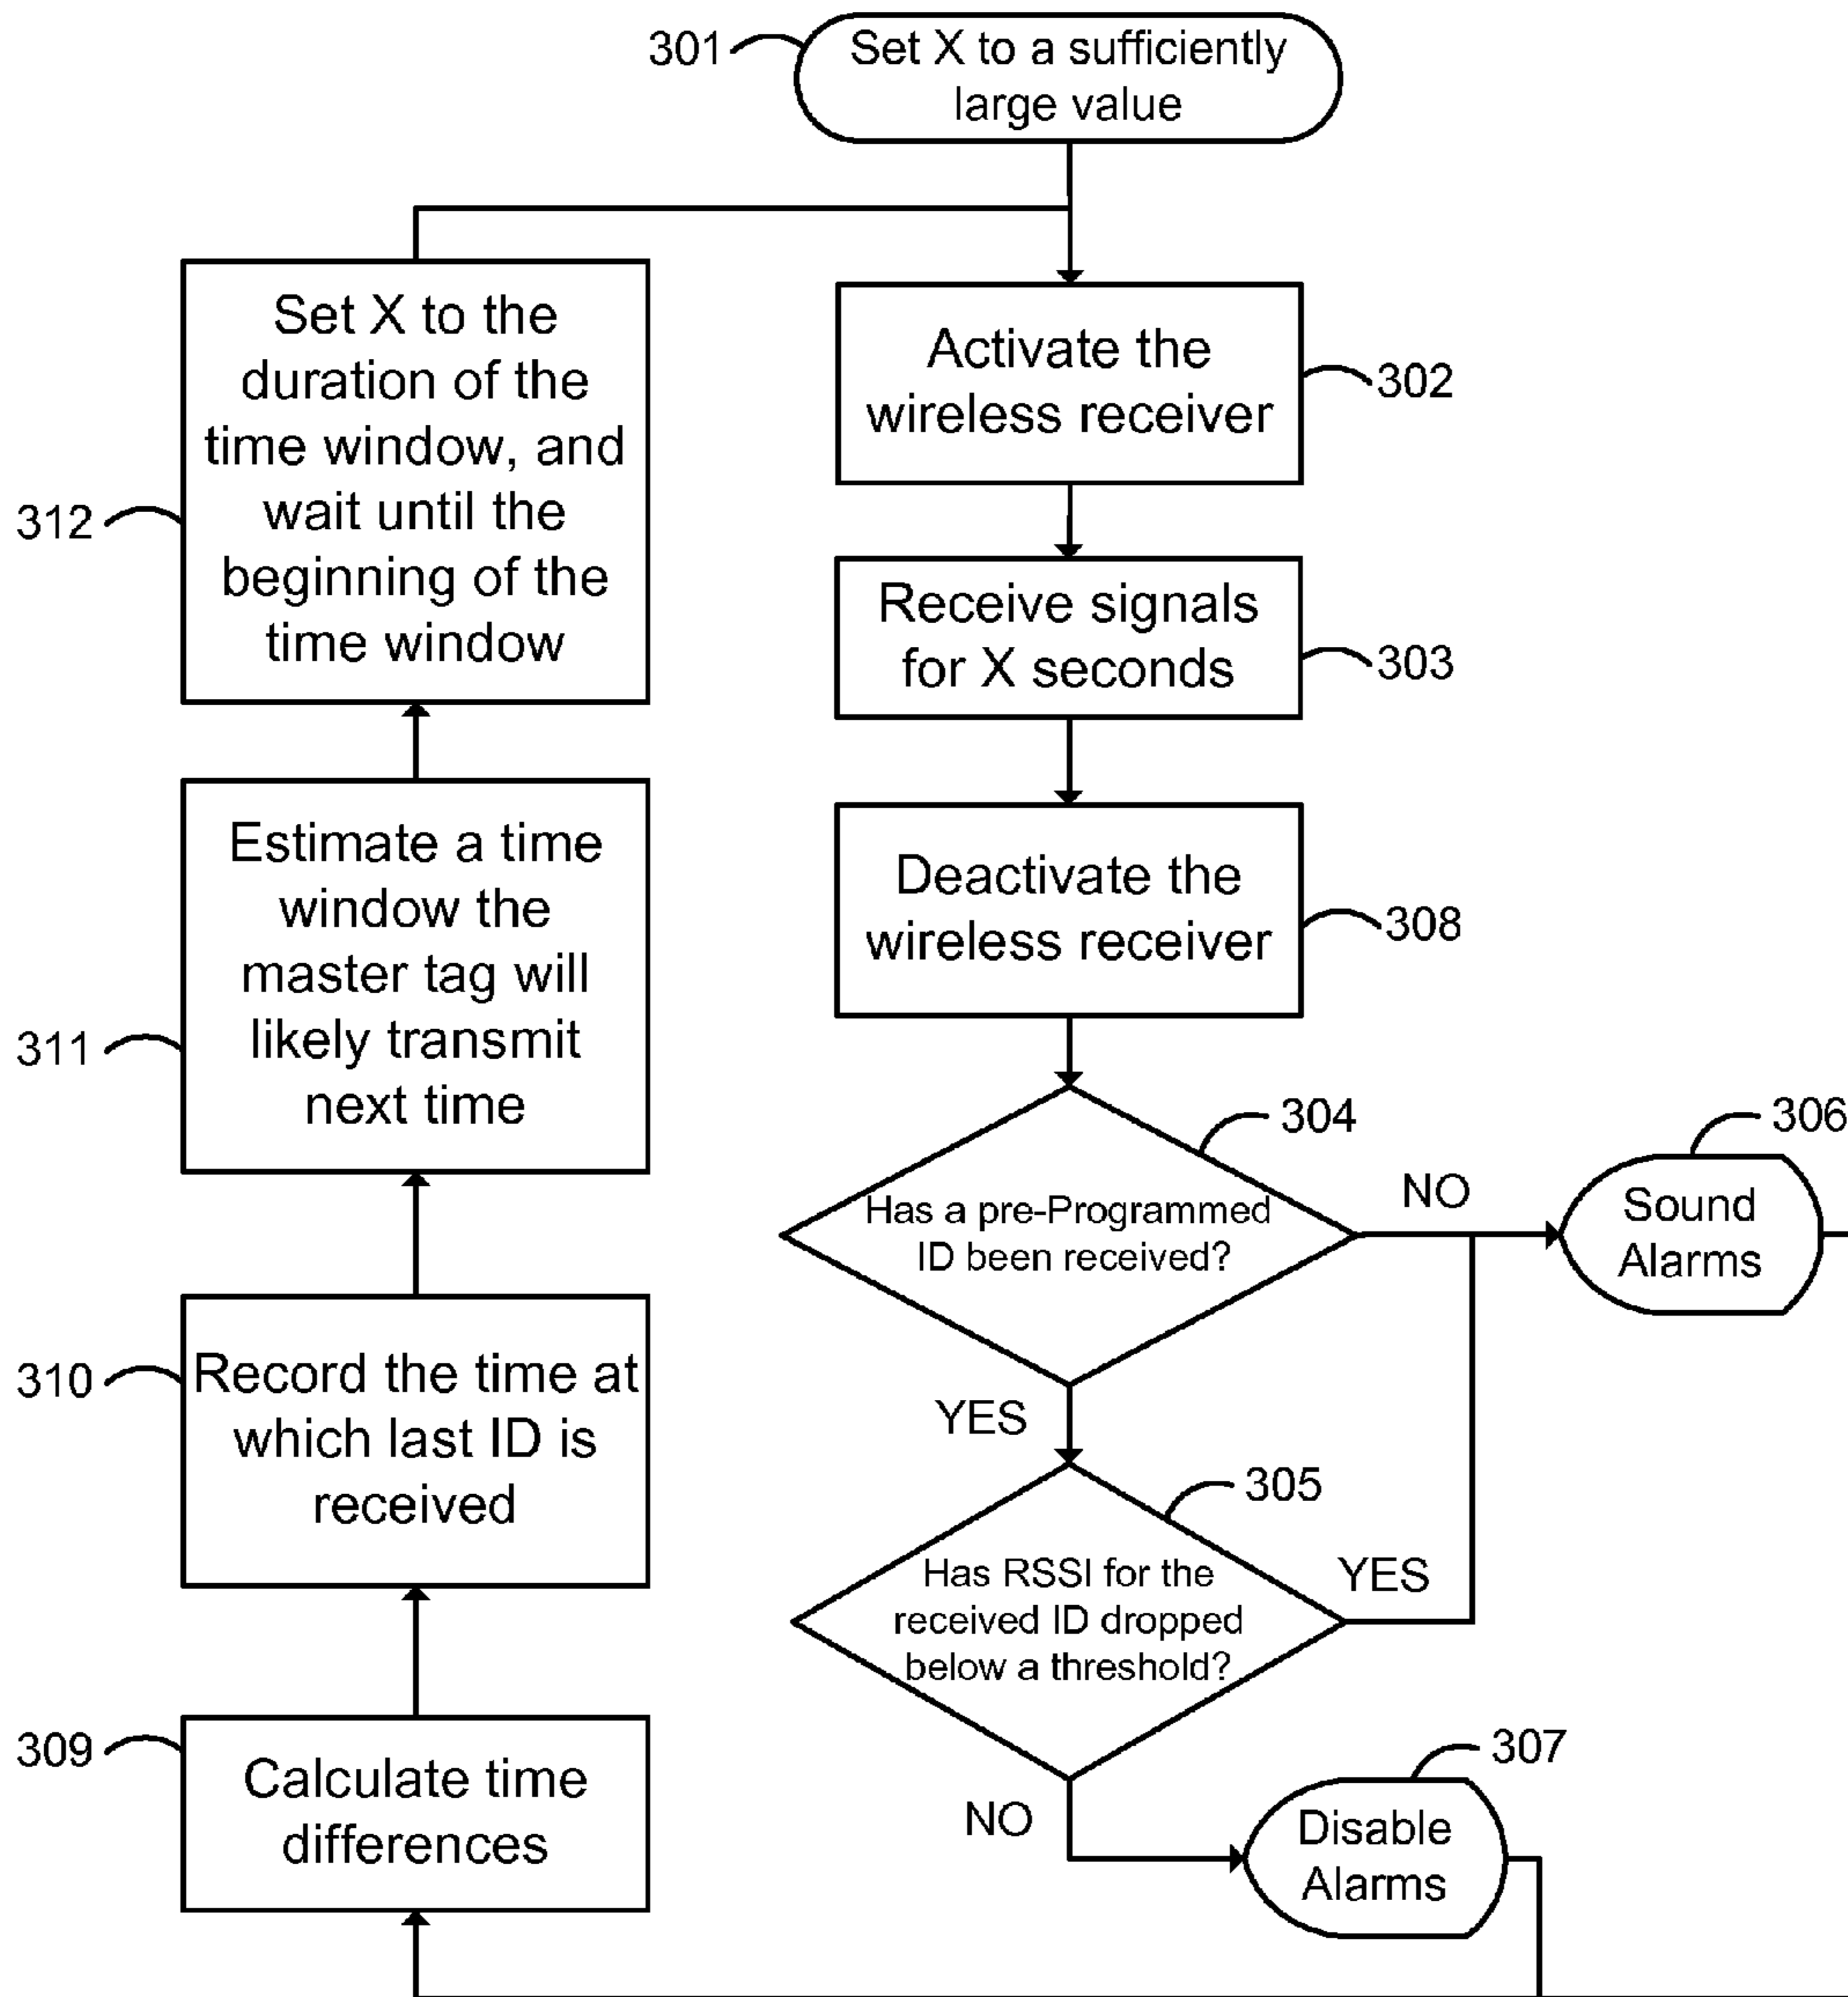 301
Set X to a sufficiently
large value
Activate the
wireless receiver
302
Receive signals
for X seconds
303
Deactivate the
wireless receiver
308
304
Has a pre-Programmed
ID been received?
NO
306
Sound
Alarms
YES
305
Has RSSI for the
received ID dropped
below a threshold?
YES
NO
307
Disable
Alarms
309
Calculate time
differences
310
Record the time at
which last ID is
received
311
Estimate a time
window the
master tag will
likely transmit
next time
312
Set X to the
duration of the
time window, and
wait until the
beginning of the
time window